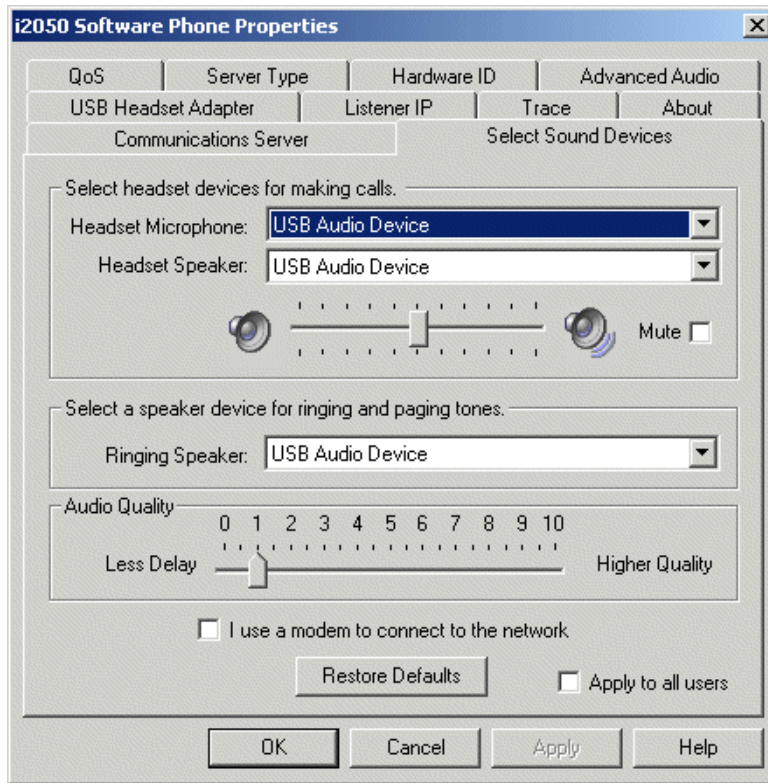 i2050 Software Phone Properties
QoS Server Type Hardware ID Advanced Audio
USB Headset Adapter Listener IP Trace About
Communications Server Select Sound Devices
Select headset devices for making calls.
Headset Microphone: USB Audio Device
Headset Speaker: USB Audio Device
Mute
Select a speaker device for ringing and paging tones.
Ringing Speaker: USB Audio Device
Audio Quality
0 1 2 3 4 5 6 7 8 9 10
Less Delay Higher Quality
I use a modem to connect to the network
Restore Defaults Apply to all users
OK Cancel Apply Help